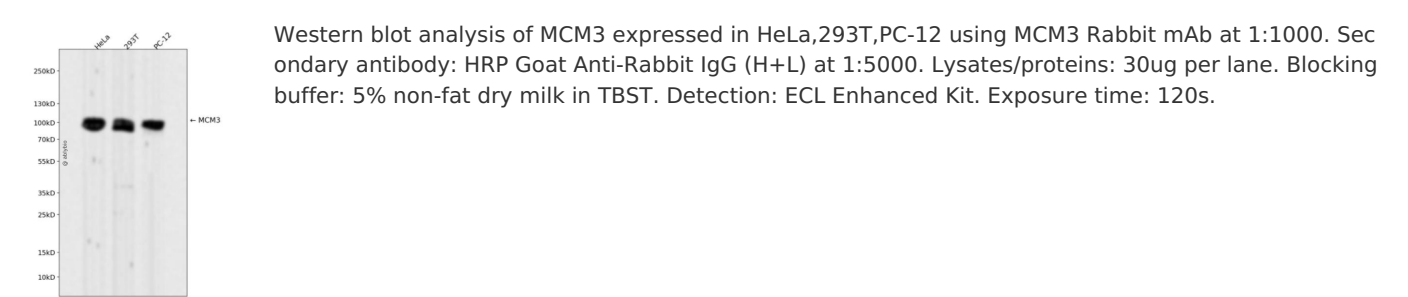 HeLa 293T PC-12
250kD
130kD
100kD
← MCM3
70kD
55kD
35kD
25kD
15kD
10kD
Western blot analysis of MCM3 expressed in HeLa,293T,PC-12 using MCM3 Rabbit mAb at 1:1000. Sec
ondary antibody: HRP Goat Anti-Rabbit IgG (H+L) at 1:5000. Lysates/proteins: 30ug per lane. Blocking
buffer: 5% non-fat dry milk in TBST. Detection: ECL Enhanced Kit. Exposure time: 120s.